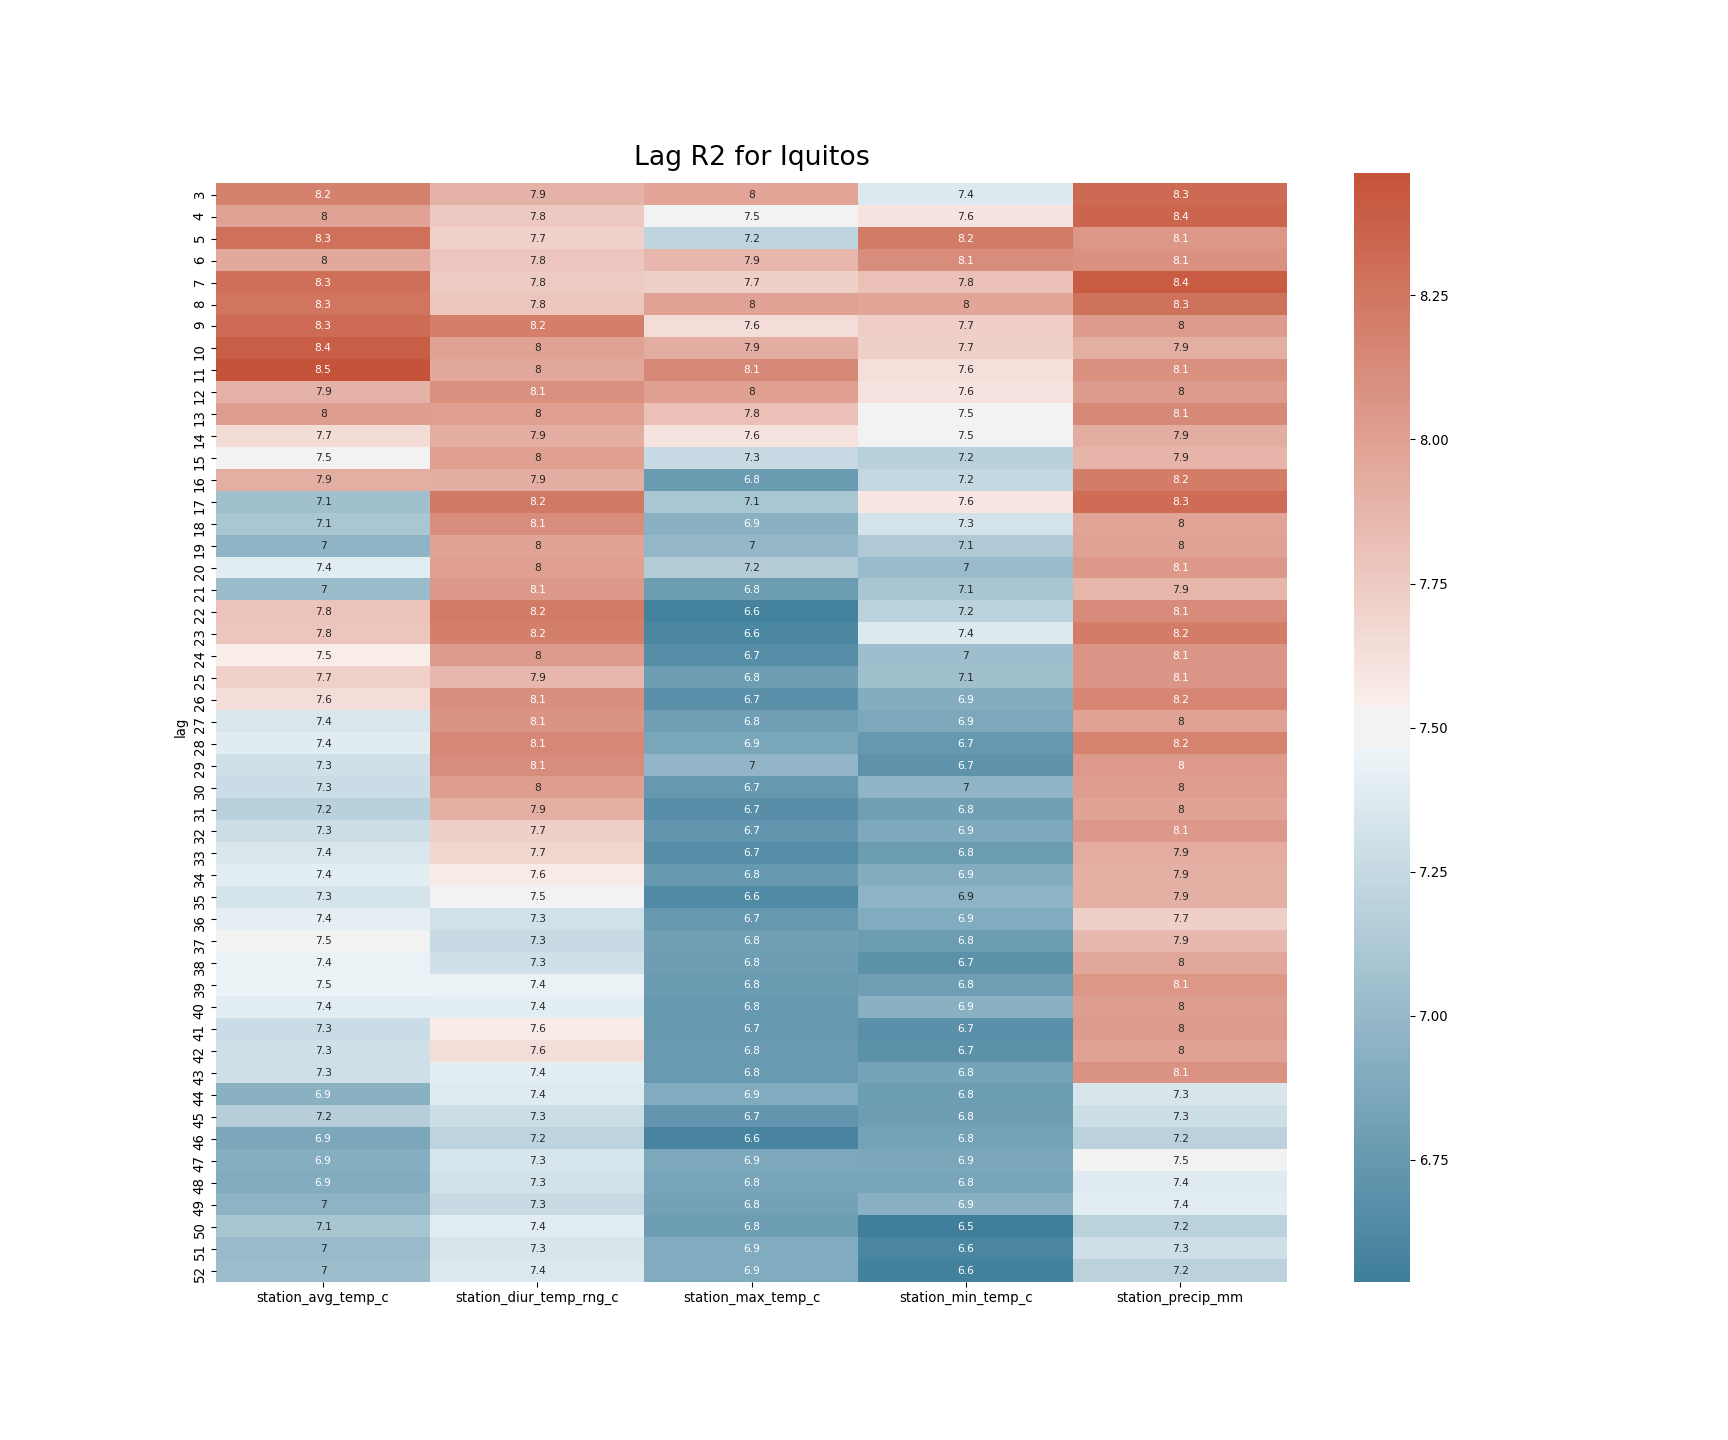 Lag R2 for Iquitos
3 8.2 7.9 8 7.4 8.3
4 8 7.8 7.5 7.6 8.4
5 8.3 7.7 7.2 8.2 8.1
6 8 7.8 7.9 8.1 8.1
7 8.3 7.8 7.7 7.8 8.4
8 8.3 7.8 8 8 8.3
9 8.3 8.2 7.6 7.7 8
10 8.4 8 7.9 7.7 7.9
11 8.5 8 8.1 7.6 8.1
12 7.9 8.1 8 7.6 8
13 8 8 7.8 7.5 8.1
14 7.7 7.9 7.6 7.5 7.9
15 7.5 8 7.3 7.2 7.9
16 7.9 7.9 6.8 7.2 8.2
17 7.1 8.2 7.1 7.6 8.3
18 7.1 8.1 6.9 7.3 8
19 7 8 7 7.1 8
20 7.4 8 7.2 7 8.1
21 7 8.1 6.8 7.1 7.9
22 7.8 8.2 6.6 7.2 8.1
23 7.8 8.2 6.6 7.4 8.2
24 7.5 8 6.7 7 8.1
25 7.7 7.9 6.8 7.1 8.1
26 7.6 8.1 6.7 6.9 8.2
27 7.4 8.1 6.8 6.9 8
28 7.4 8.1 6.9 6.7 8.2
29 7.3 8.1 7 6.7 8
30 7.3 8 6.7 7 8
31 7.2 7.9 6.7 6.8 8
32 7.3 7.7 6.7 6.9 8.1
33 7.4 7.7 6.7 6.8 7.9
34 7.4 7.6 6.8 6.9 7.9
35 7.3 7.5 6.6 6.9 7.9
36 7.4 7.3 6.7 6.9 7.7
37 7.5 7.3 6.8 6.8 7.9
38 7.4 7.3 6.8 6.7 8
39 7.5 7.4 6.8 6.8 8.1
40 7.4 7.4 6.8 6.9 8
41 7.3 7.6 6.7 6.7 8
42 7.3 7.6 6.8 6.7 8
43 7.3 7.4 6.8 6.8 8.1
44 6.9 7.4 6.9 6.8 7.3
45 7.2 7.3 6.7 6.8 7.3
46 6.9 7.2 6.6 6.8 7.2
47 6.9 7.3 6.9 6.9 7.5
48 6.9 7.3 6.8 6.8 7.4
49 7 7.3 6.8 6.9 7.4
50 7.1 7.4 6.8 6.5 7.2
51 7 7.3 6.9 6.6 7.3
52 7 7.4 6.9 6.6 7.2
lag
station_avg_temp_c station_diur_temp_rng_c station_max_temp_c station_min_temp_c station_precip_mm
8.25
8.00
7.75
7.50
7.25
7.00
6.75